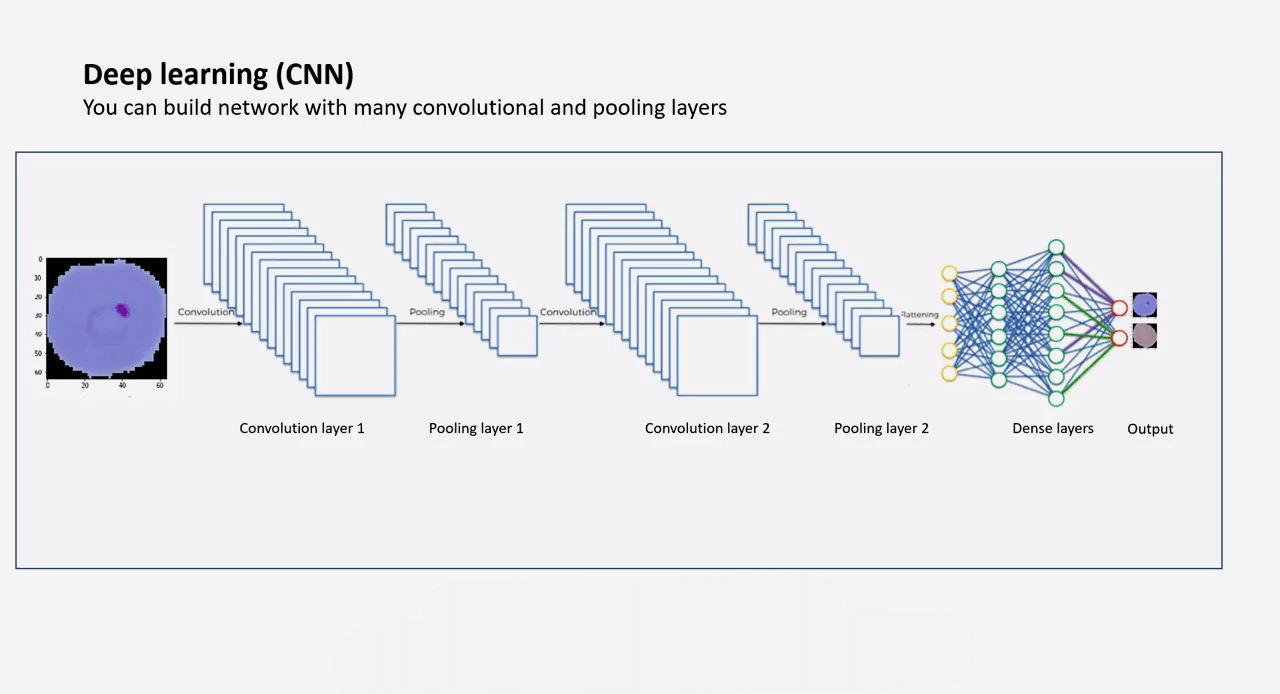 Deep learning (CNN)
You can build network with many convolutional and pooling layers
0
10
20
30
40
50
60
0 20 40 60
Convolution
Pooling
Convolution
Pooling
Flattening
Convolution layer 1
Pooling layer 1
Convolution layer 2
Pooling layer 2
Dense layers
Output